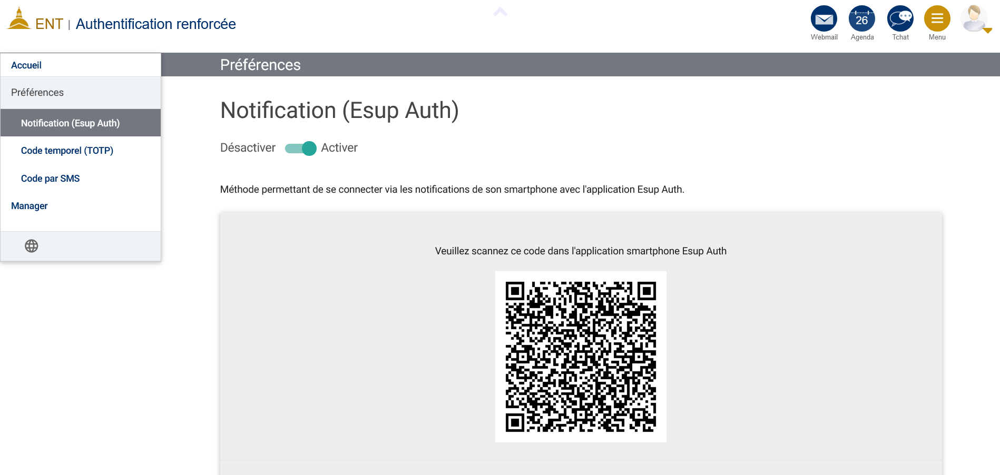 ENT | Authentification renforcée
26
Webmail Agenda Tchat Menu
Accueil
Préférences
Notification (Esup Auth)
Code temporel (TOTP)
Code par SMS
Manager
Préférences
Notification (Esup Auth)
Désactiver Activer
Méthode permettant de se connecter via les notifications de son smartphone avec l'application Esup Auth.
Veuillez scannez ce code dans l'application smartphone Esup Auth